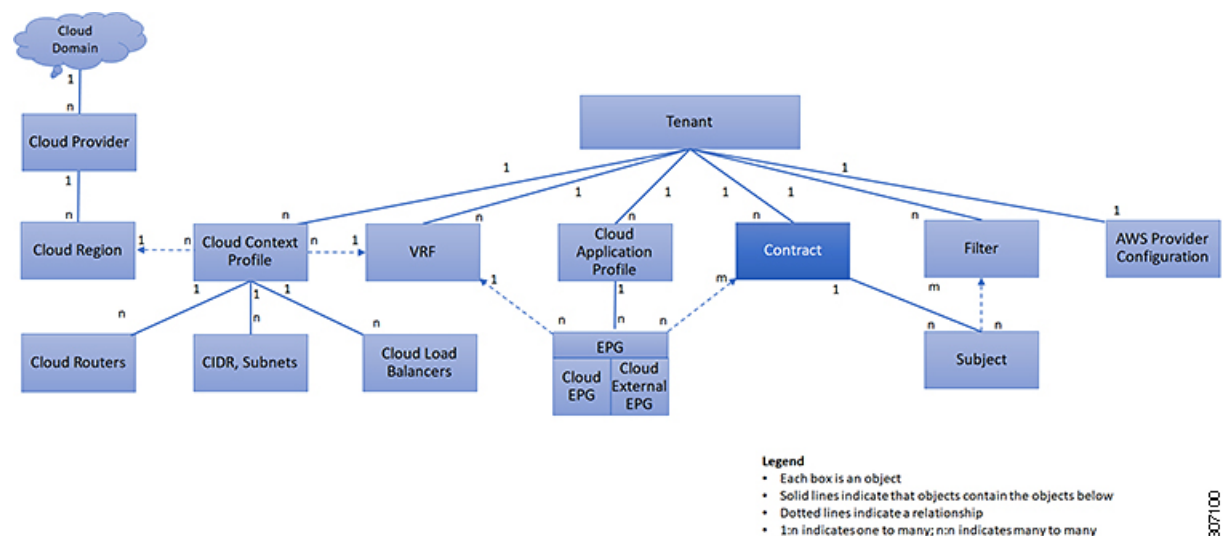 Cloud
Domain
1
n
Cloud Provider
Tenant
1
1
1
1
1
1
1
n
n
n
n
n
n
1
Cloud Region
1
n
Cloud Context
Profile
n
1
VRF
Cloud
Application
Profile
Contract
Filter
AWS Provider
Configuration
1
1
1
1
1
m
1
m
n
n
n
n
n
n
n
n
Cloud Routers
CIDR, Subnets
Cloud Load
Balancers
EPG
Cloud
EPG
Cloud
External
EPG
Subject
Legend
• Each box is an object
• Solid lines indicate that objects contain the objects below
• Dotted lines indicate a relationship
• 1:n indicates one to many; n:n indicates many to many
307100